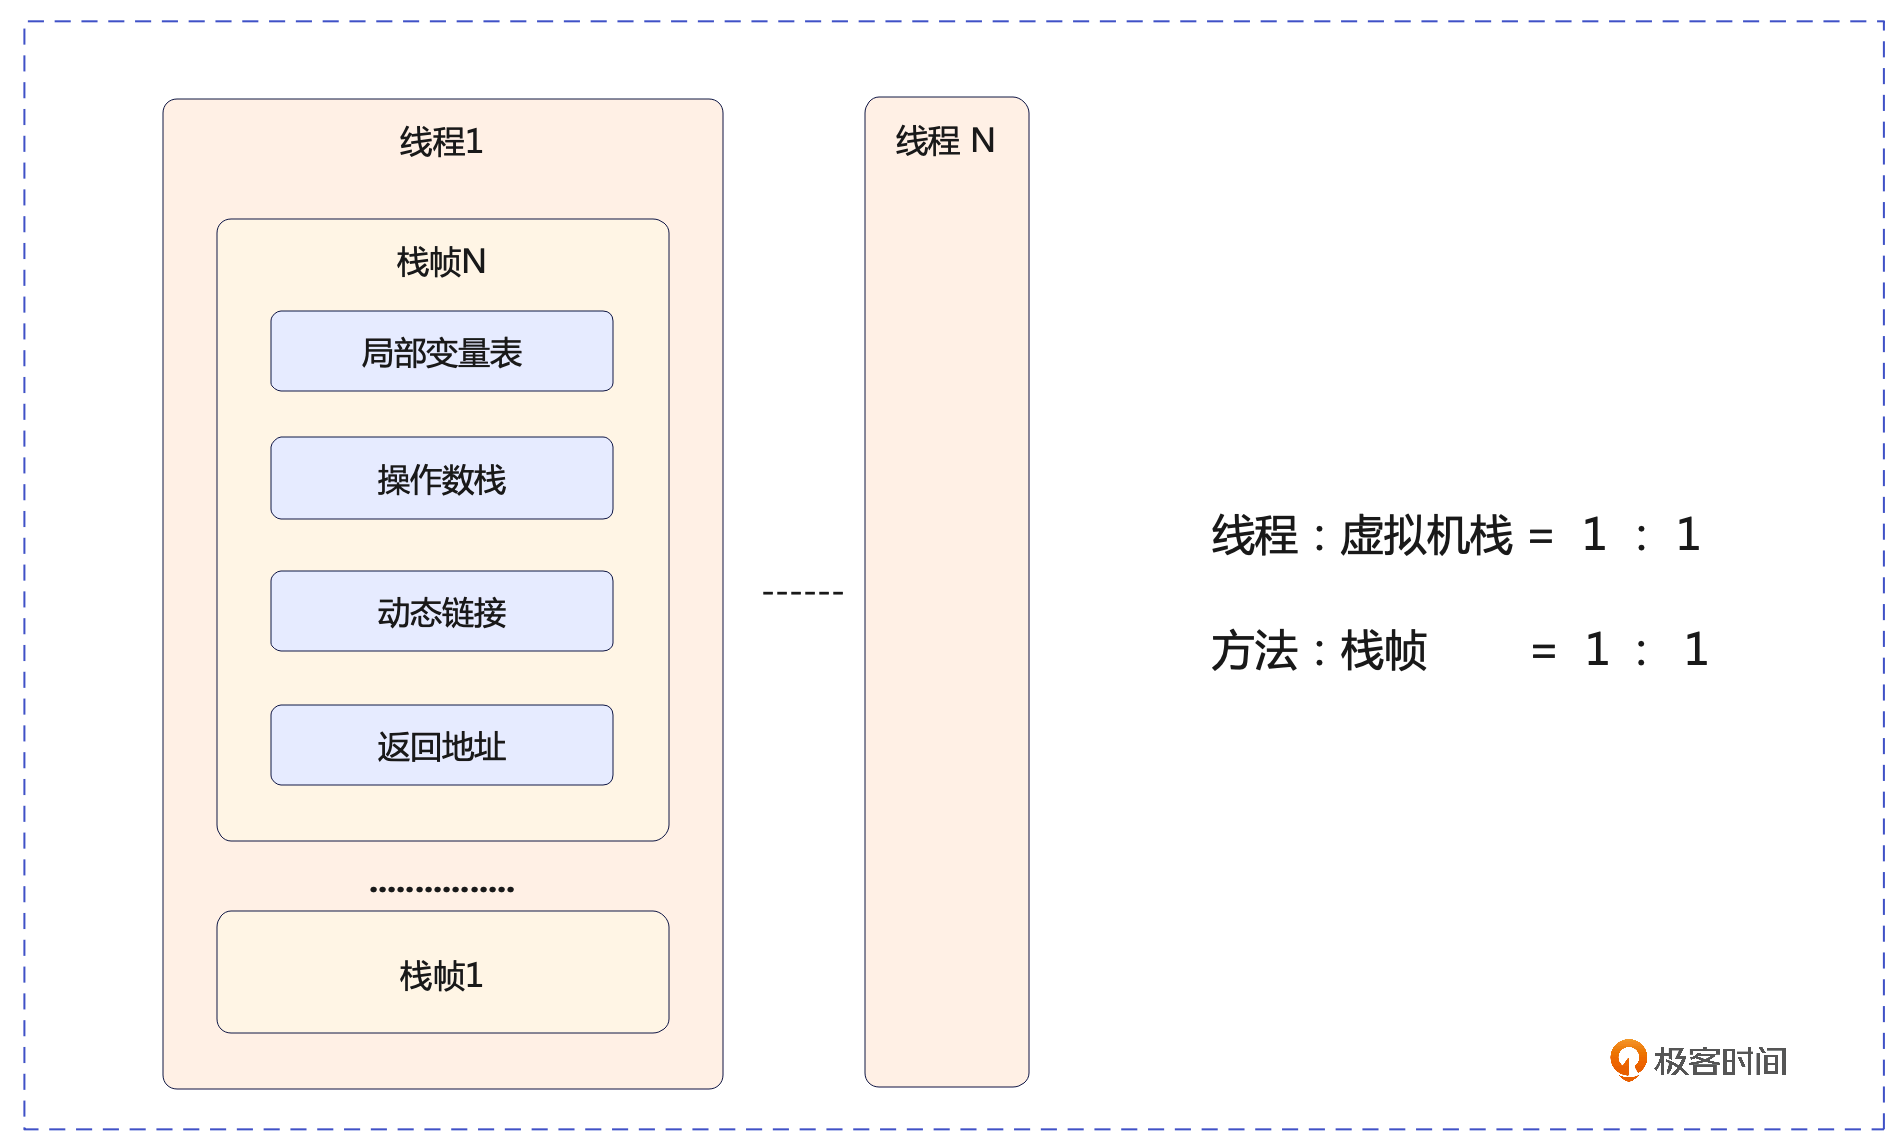 线程1
栈帧N
局部变量表
操作数栈
动态链接
返回地址
................
栈帧1
------
线程 N
线程：虚拟机栈 = 1 : 1
方法：栈帧 = 1 : 1
极客时间